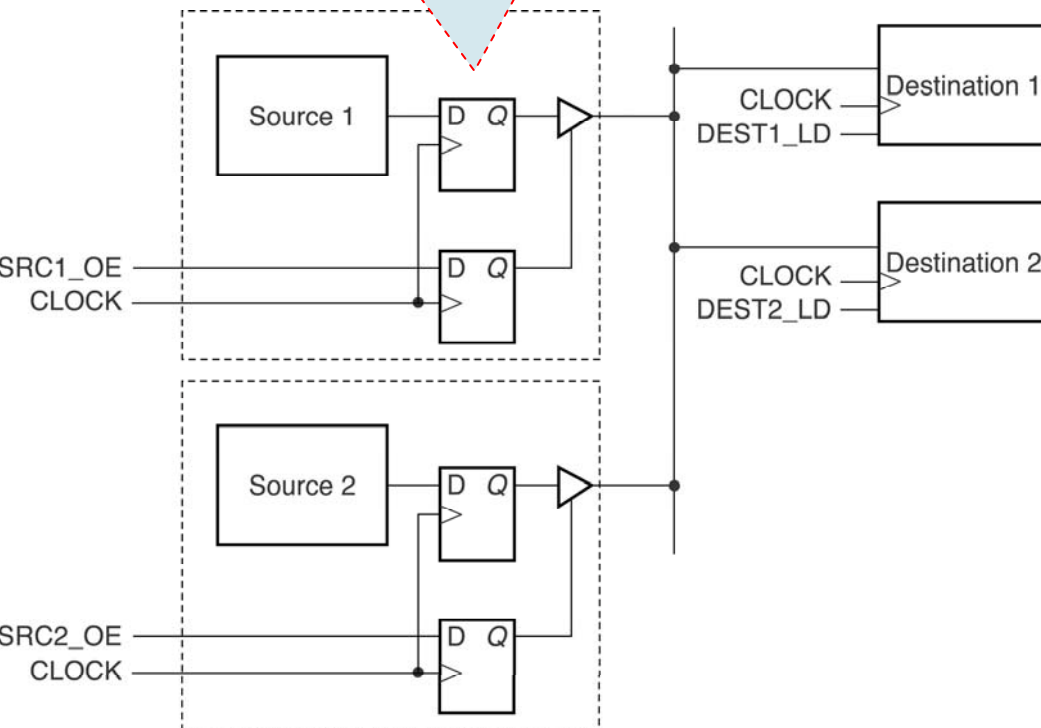 Source 1
D Q
SRC1_OE
CLOCK
D Q
CLOCK
DEST1_LD
Destination 1
CLOCK
DEST2_LD
Destination 2
Source 2
D Q
SRC2_OE
CLOCK
D Q